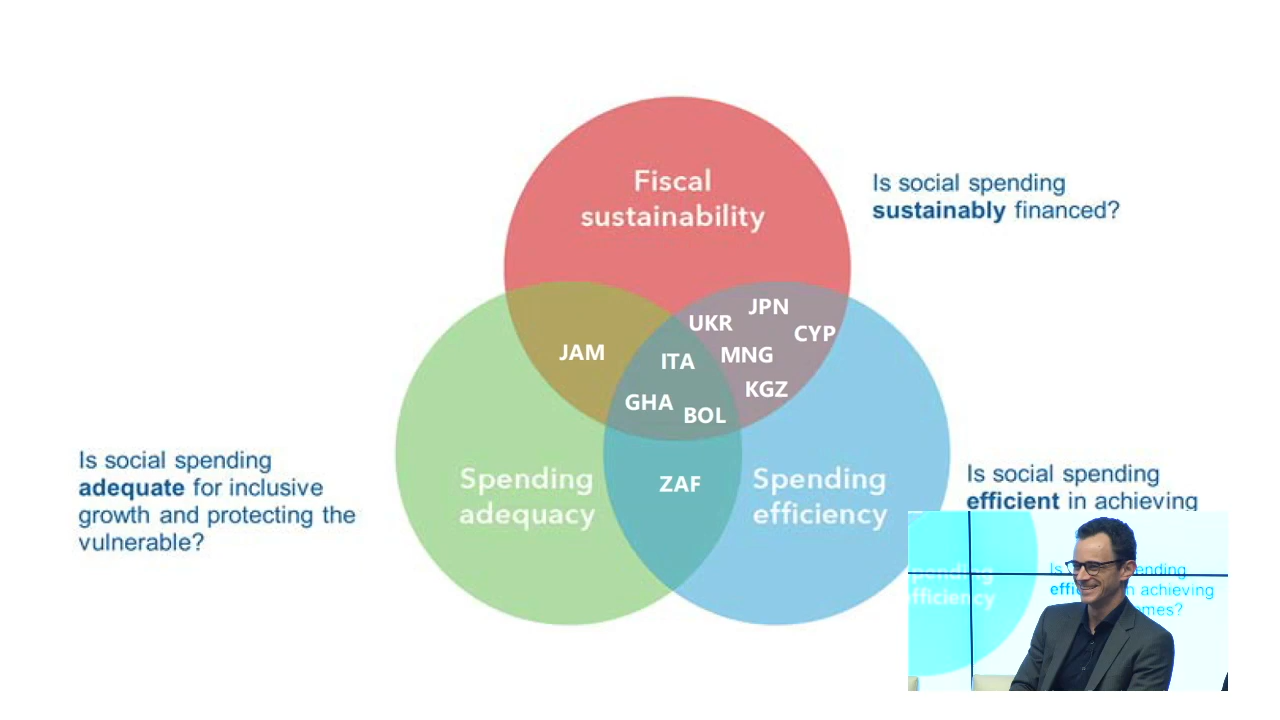 Fiscal
sustainability
Is social spending
sustainably financed?
JPN
UKR
CYP
JAM
ITA
MNG
KGZ
GHA
BOL
Is social spending
adequate for inclusive
growth and protecting the
vulnerable?
Spending
adequacy
ZAF
Spending
efficiency
Is social spending
efficient in achieving
Is
achieving